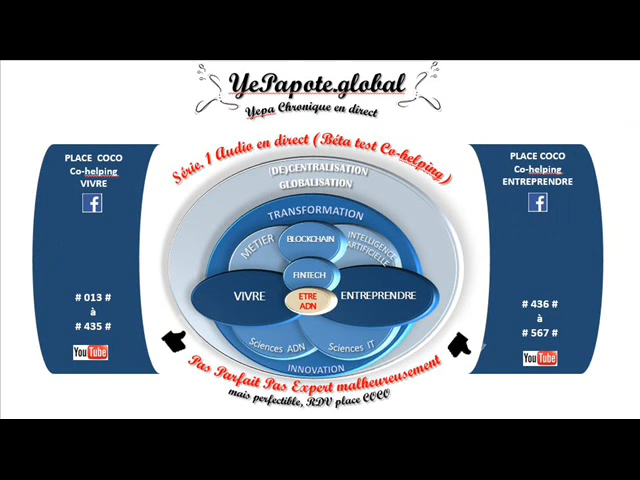 YePapote.global
Yepa Chronique en direct
Série. 1 Audio en direct (Béta test Co-helping)
(DE)CENTRALISATION
GLOBALISATION
TRANSFORMATION
METIER
BLOCKCHAIN
INTELLIGENCE
ARTIFICIELLE
FINTECH
VIVRE
ETRE
ADN
ENTREPRENDRE
Sciences ADN
Sciences IT
INNOVATION
Pas Parfait Pas Expert malheureusement
mais perfectible, RDV place COCO
PLACE COCO
Co-helping
VIVRE
f
# 013 #
à
# 435 #
YouTube
PLACE COCO
Co-helping
ENTREPRENDRE
f
# 436 #
à
# 567 #
YouTube